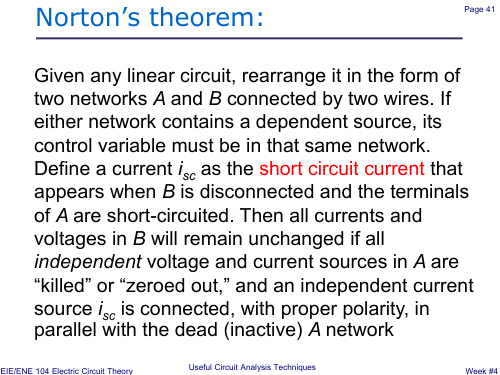 Norton’s theorem:
Page 41
Given any linear circuit, rearrange it in the form of
two networks A and B connected by two wires. If
either network contains a dependent source, its
control variable must be in that same network.
Define a current isc as the short circuit current that
appears when B is disconnected and the terminals
of A are short-circuited. Then all currents and
voltages in B will remain unchanged if all
independent voltage and current sources in A are
“killed” or “zeroed out,” and an independent current
source isc is connected, with proper polarity, in
parallel with the dead (inactive) A network
EIE/ENE 104 Electric Circuit Theory
Useful Circuit Analysis Techniques
Week #4